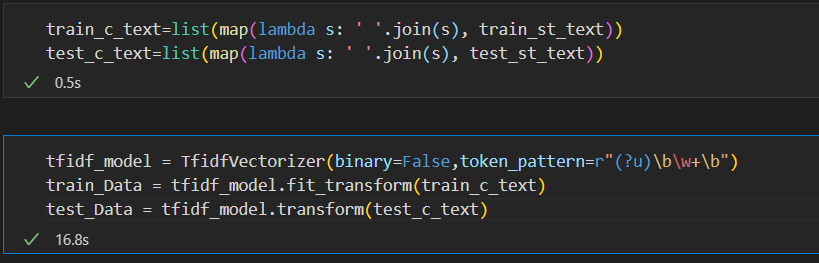 train_c_text=list(map(lambda s: ' '.join(s), train_st_text))
test_c_text=list(map(lambda s: ' '.join(s), test_st_text))
✓ 0.5s
tfidf_model = TfidfVectorizer(binary=False,token_pattern=r"(?u)\b\w+\b")
train_Data = tfidf_model.fit_transform(train_c_text)
test_Data = tfidf_model.transform(test_c_text)
✓ 16.8s